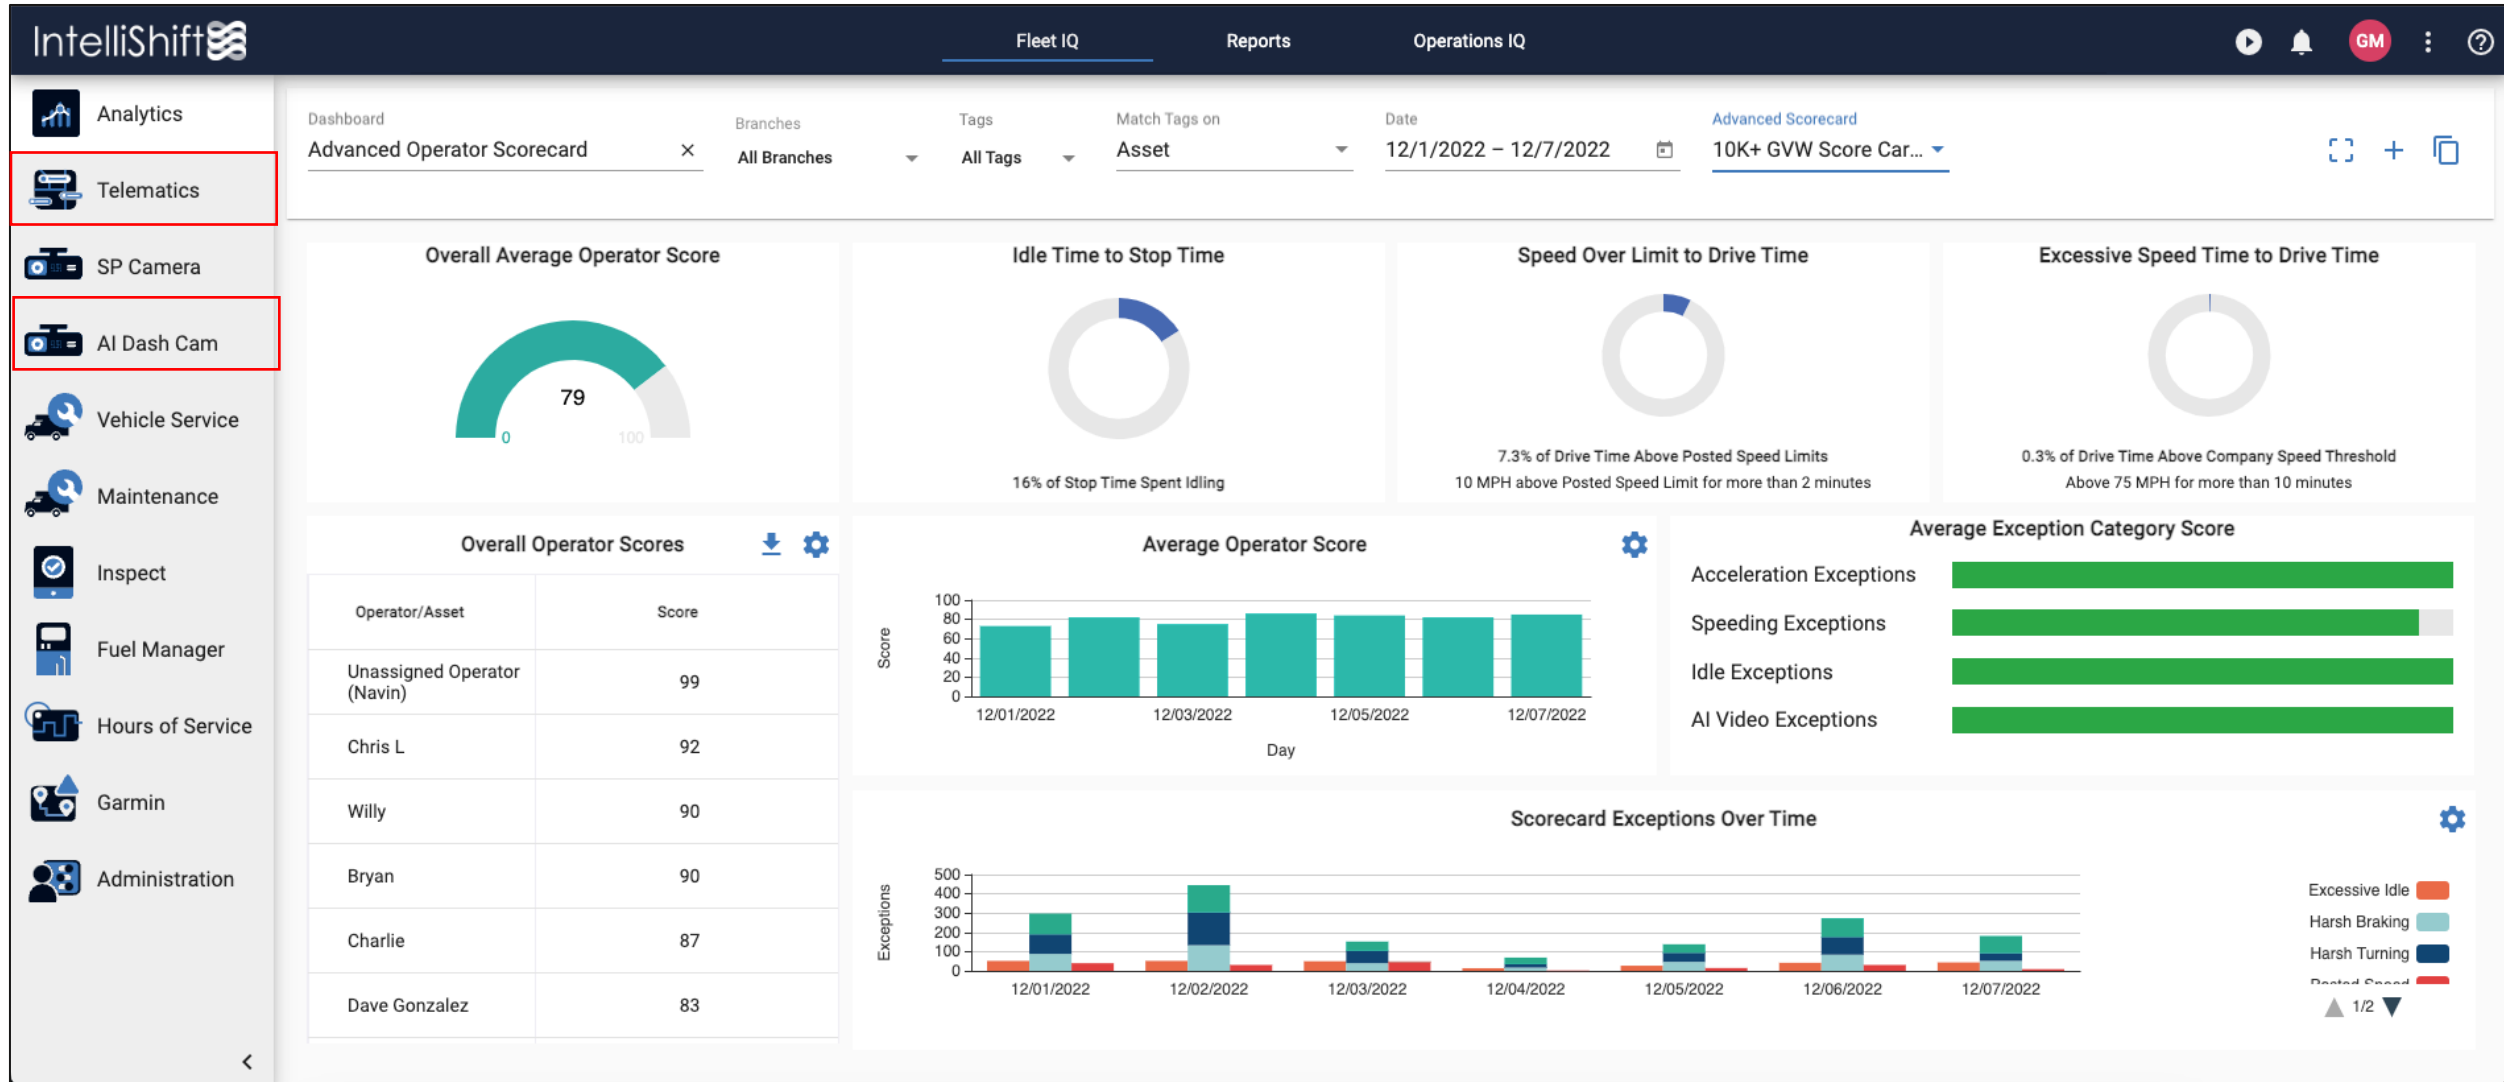 IntelliShift
Fleet IQ
Reports
Operations IQ
GM
Analytics
Telematics
SP Camera
AI Dash Cam
Vehicle Service
Maintenance
Inspect
Fuel Manager
Hours of Service
Garmin
Administration
Dashboard
Advanced Operator Scorecard
Branches
All Branches
Tags
All Tags
Match Tags on
Asset
Date
12/1/2022 – 12/7/2022
Advanced Scorecard
10K+ GVW Score Car...
Overall Average Operator Score
79
0
100
Idle Time to Stop Time
16% of Stop Time Spent Idling
Speed Over Limit to Drive Time
7.3% of Drive Time Above Posted Speed Limits
10 MPH above Posted Speed Limit for more than 2 minutes
Excessive Speed Time to Drive Time
0.3% of Drive Time Above Company Speed Threshold
Above 75 MPH for more than 10 minutes
Overall Operator Scores
Operator/Asset Score
Unassigned Operator
(Navin) 99
Chris L 92
Willy 90
Bryan 90
Charlie 87
Dave Gonzalez 83
Average Operator Score
Score
100
80
60
40
20
0
12/01/2022 12/03/2022 12/05/2022 12/07/2022
Day
Average Exception Category Score
Acceleration Exceptions
Speeding Exceptions
Idle Exceptions
AI Video Exceptions
Scorecard Exceptions Over Time
Exceptions
500
400
300
200
100
0
12/01/2022 12/02/2022 12/03/2022 12/04/2022 12/05/2022 12/06/2022 12/07/2022
Excessive Idle
Harsh Braking
Harsh Turning
Posted Speed
1/2